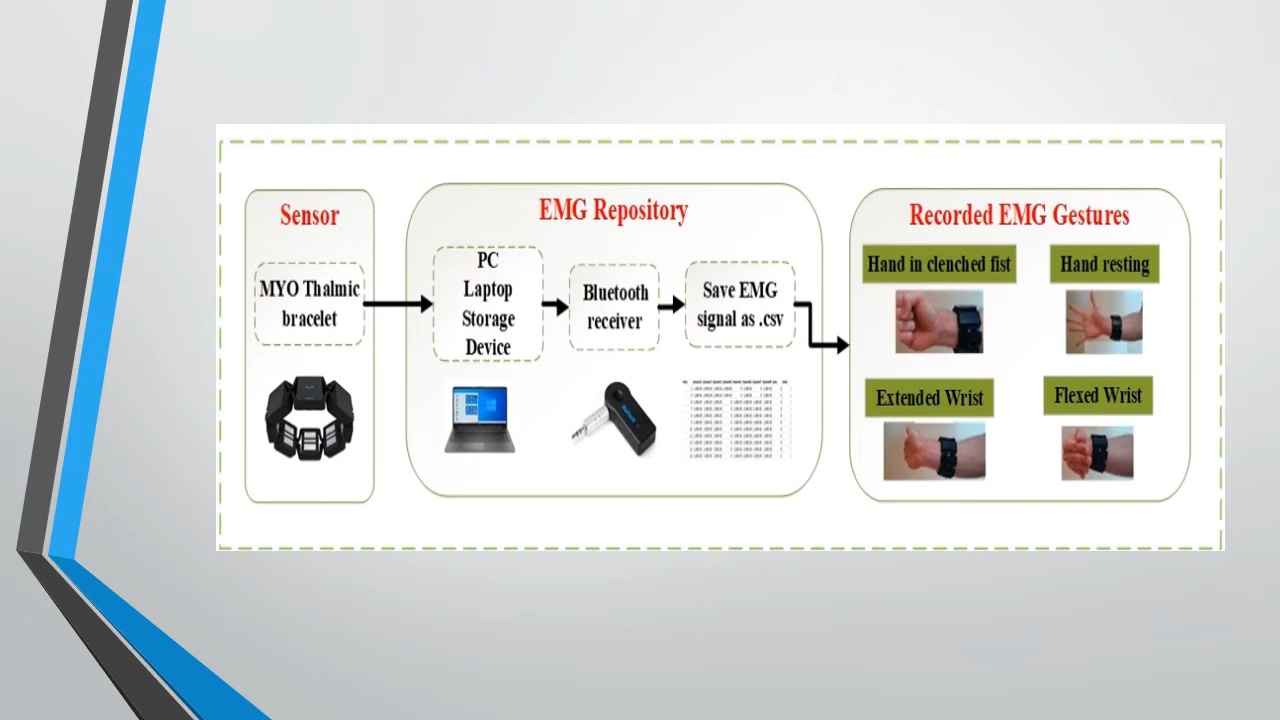 Sensor
MYO Thalmic
bracelet
EMG Repository
PC
Laptop
Storage
Device
Bluetooth
receiver
Save EMG
signal as .csv
Recorded EMG Gestures
Hand in clenched fist
Hand resting
Extended Wrist
Flexed Wrist